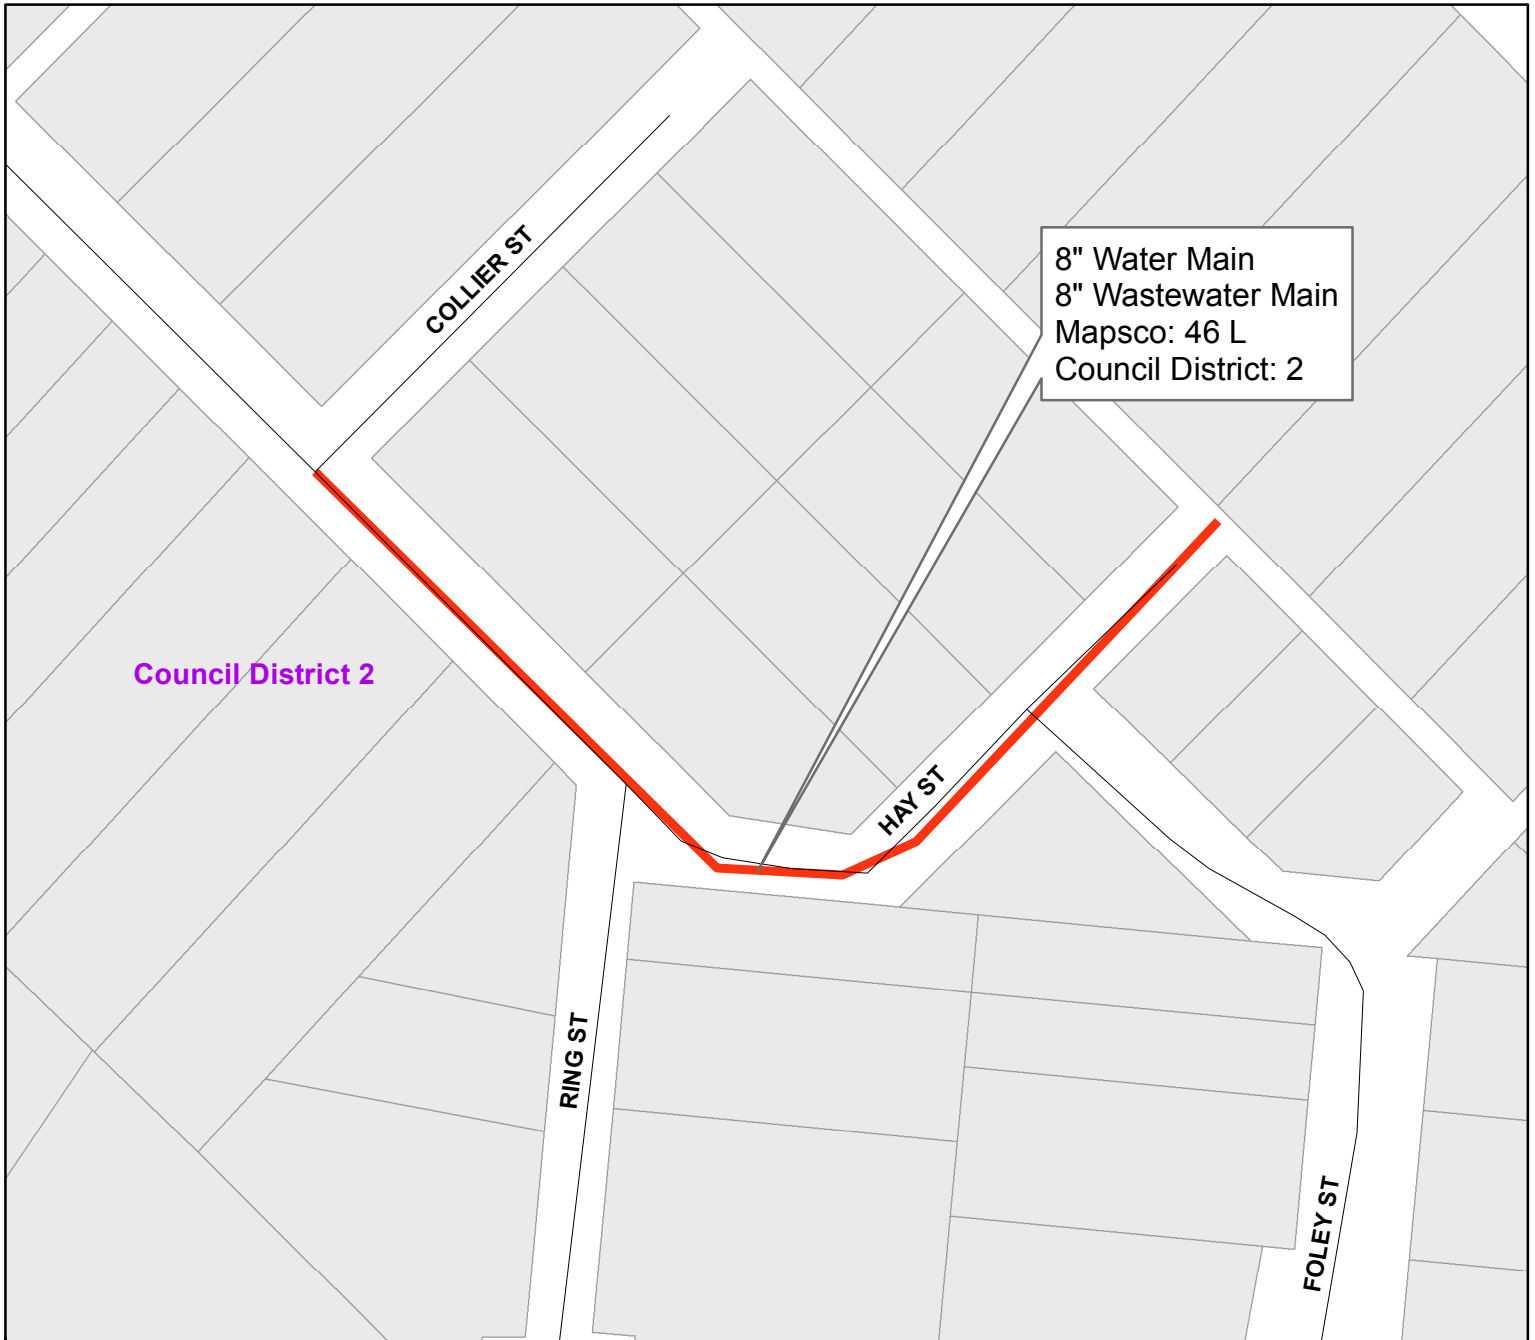 COLLIER ST
8" Water Main
8" Wastewater Main
Mapsco: 46 L
Council District: 2
Council District 2
HAY ST
RING ST
FOLEY ST